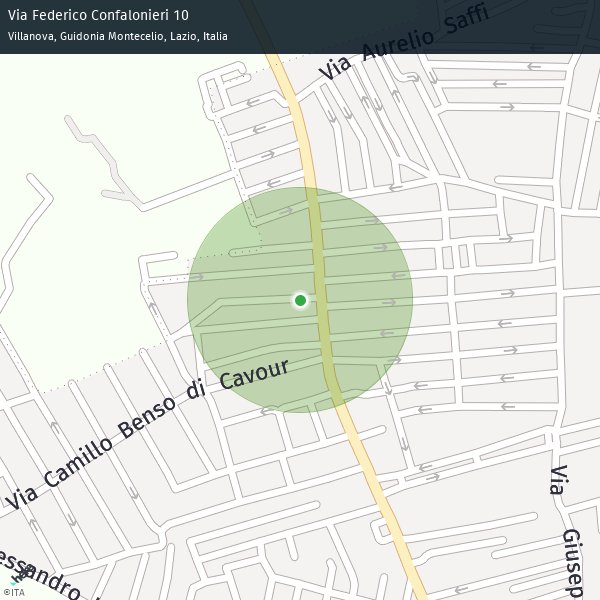 Via Federico Confalonieri 10
Villanova, Guidonia Montecelio, Lazio, Italia
Via Aurelio Saffi
Via Camillo Benso di Cavour
Via Giusep
essandro
©ITA